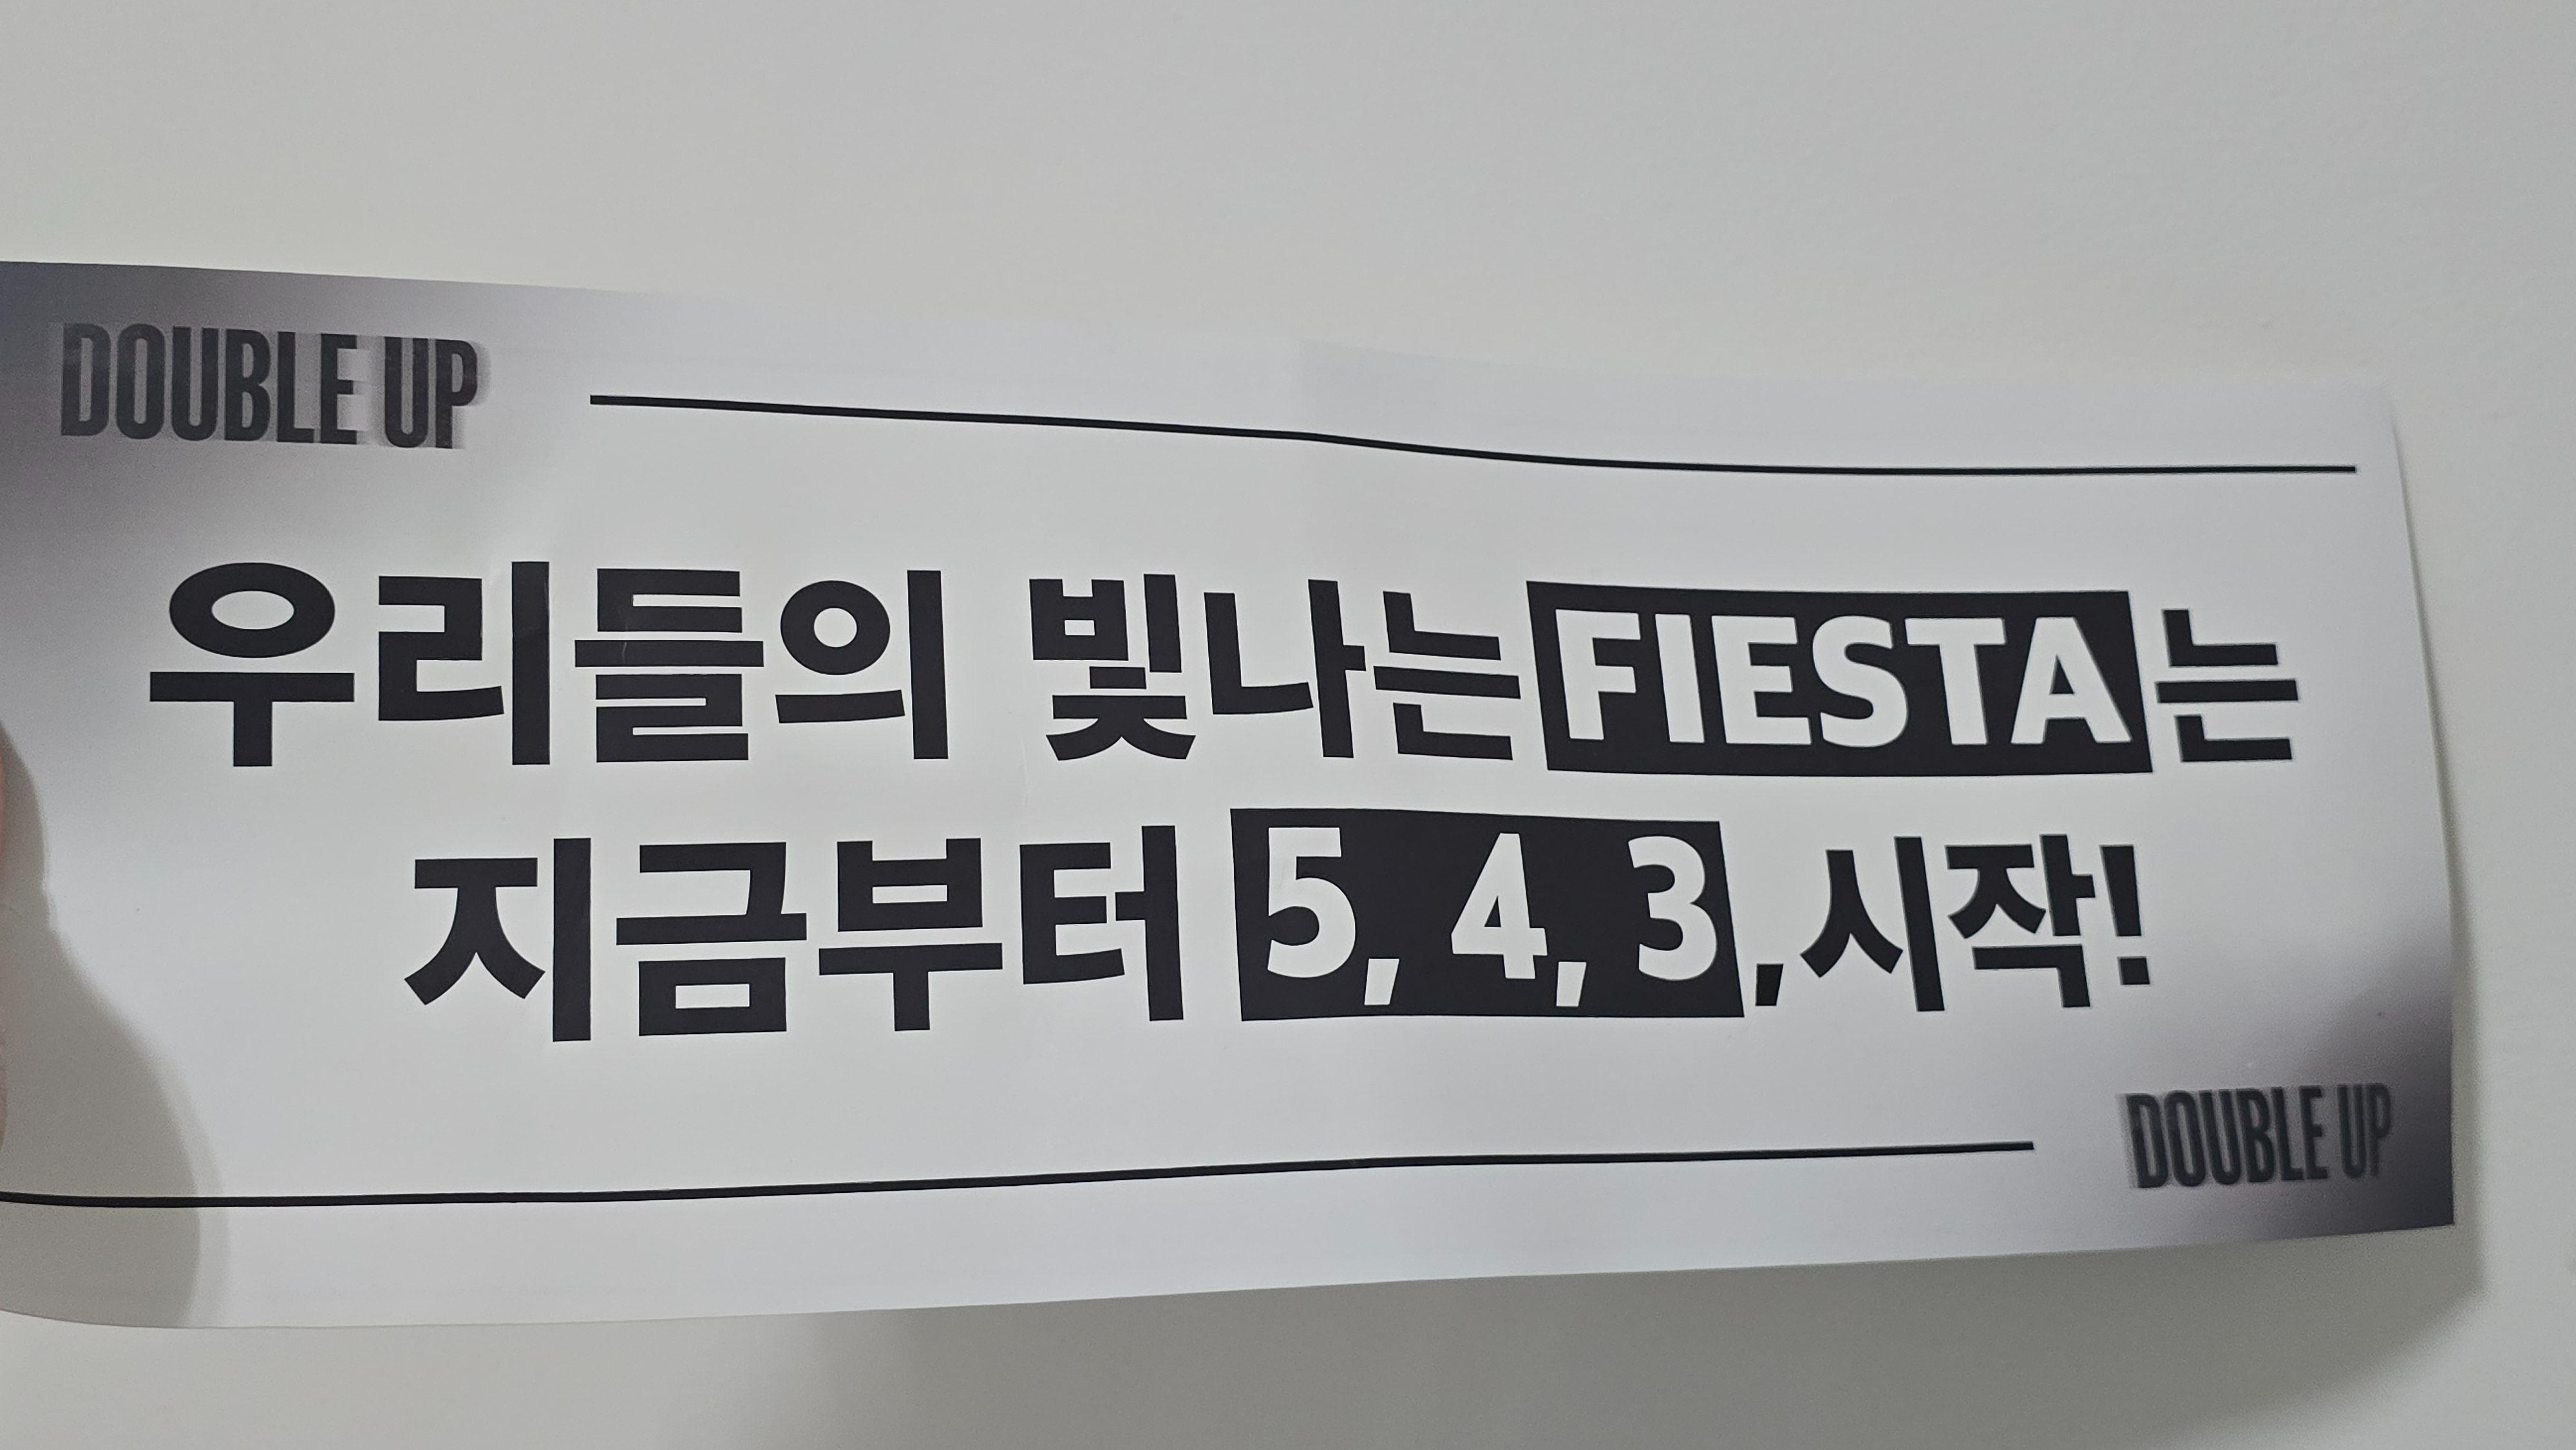 DOUBLE UP
우리들의 빛나는 FIESTA는
지금부터 5, 4, 3, 시작!
DOUBLE UP